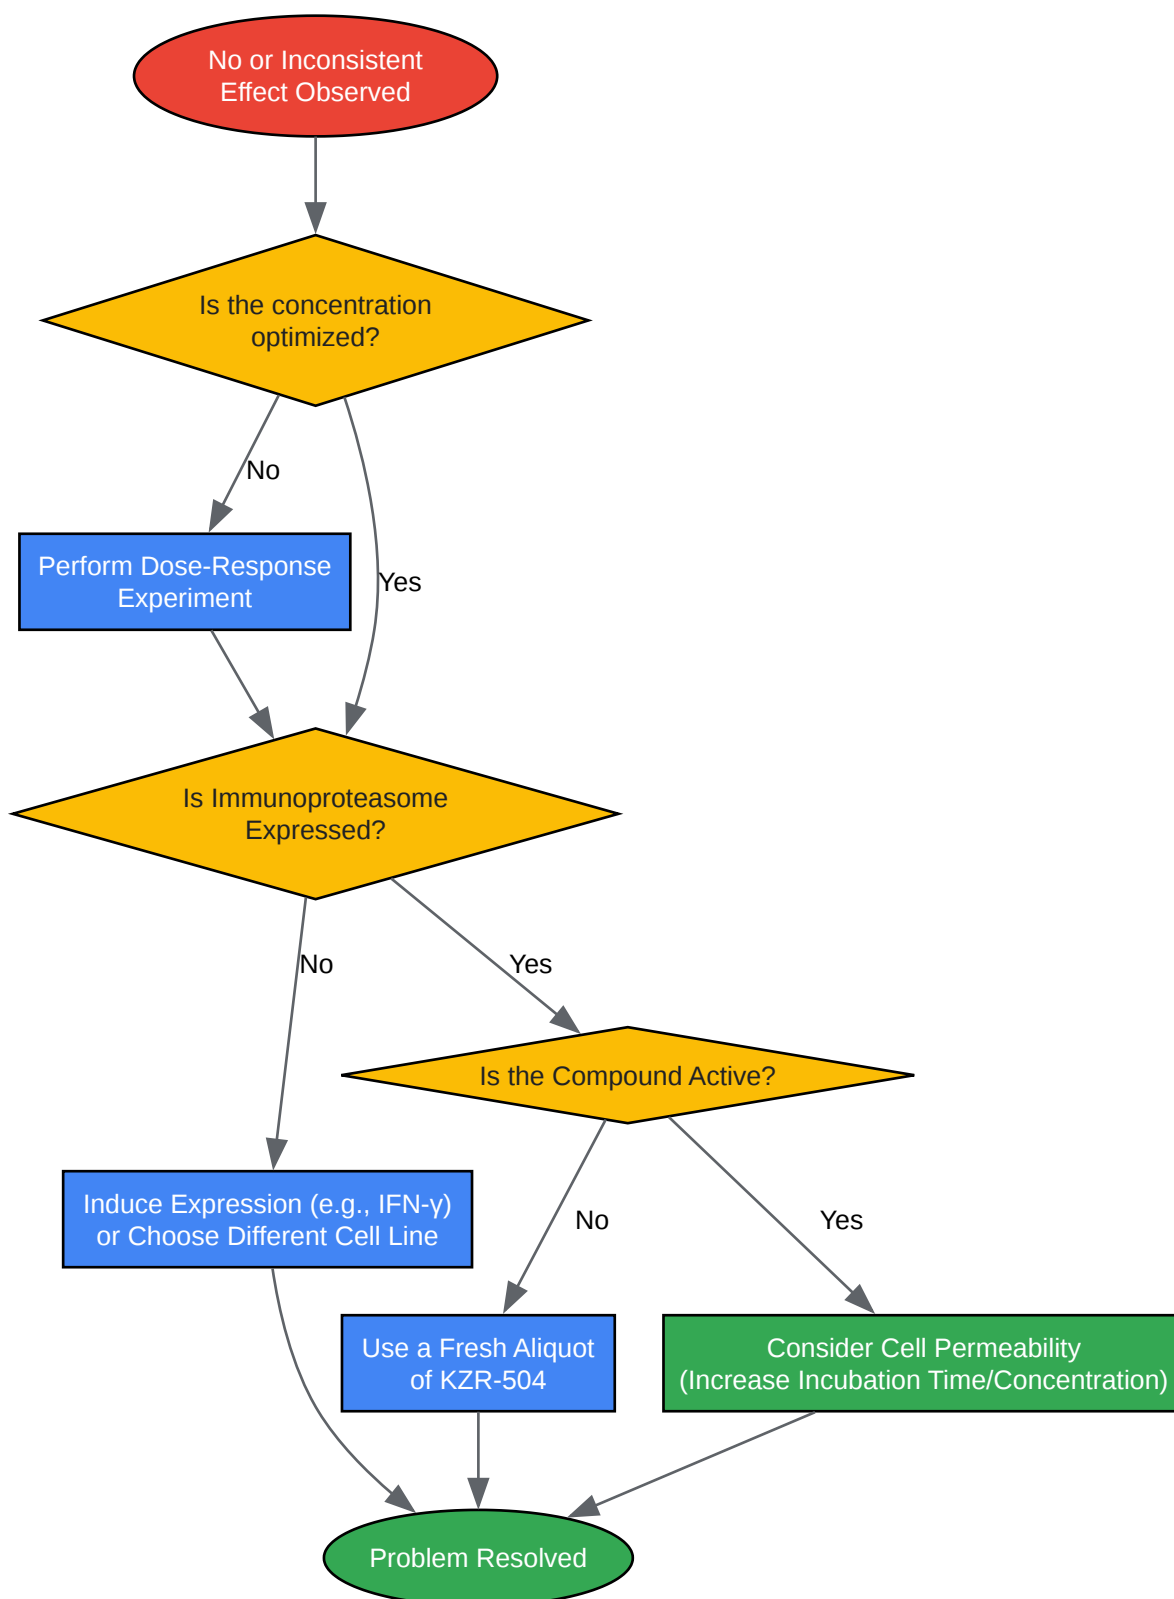 No or Inconsistent
Effect Observed
Is the concentration
optimized?
No
Perform Dose-Response
Experiment
Yes
Is Immunoproteasome
Expressed?
No
Yes
Is the Compound Active?
Induce Expression (e.g., IFN-γ)
or Choose Different Cell Line
No
Yes
Use a Fresh Aliquot
of KZR-504
Consider Cell Permeability
(Increase Incubation Time/Concentration)
Problem Resolved